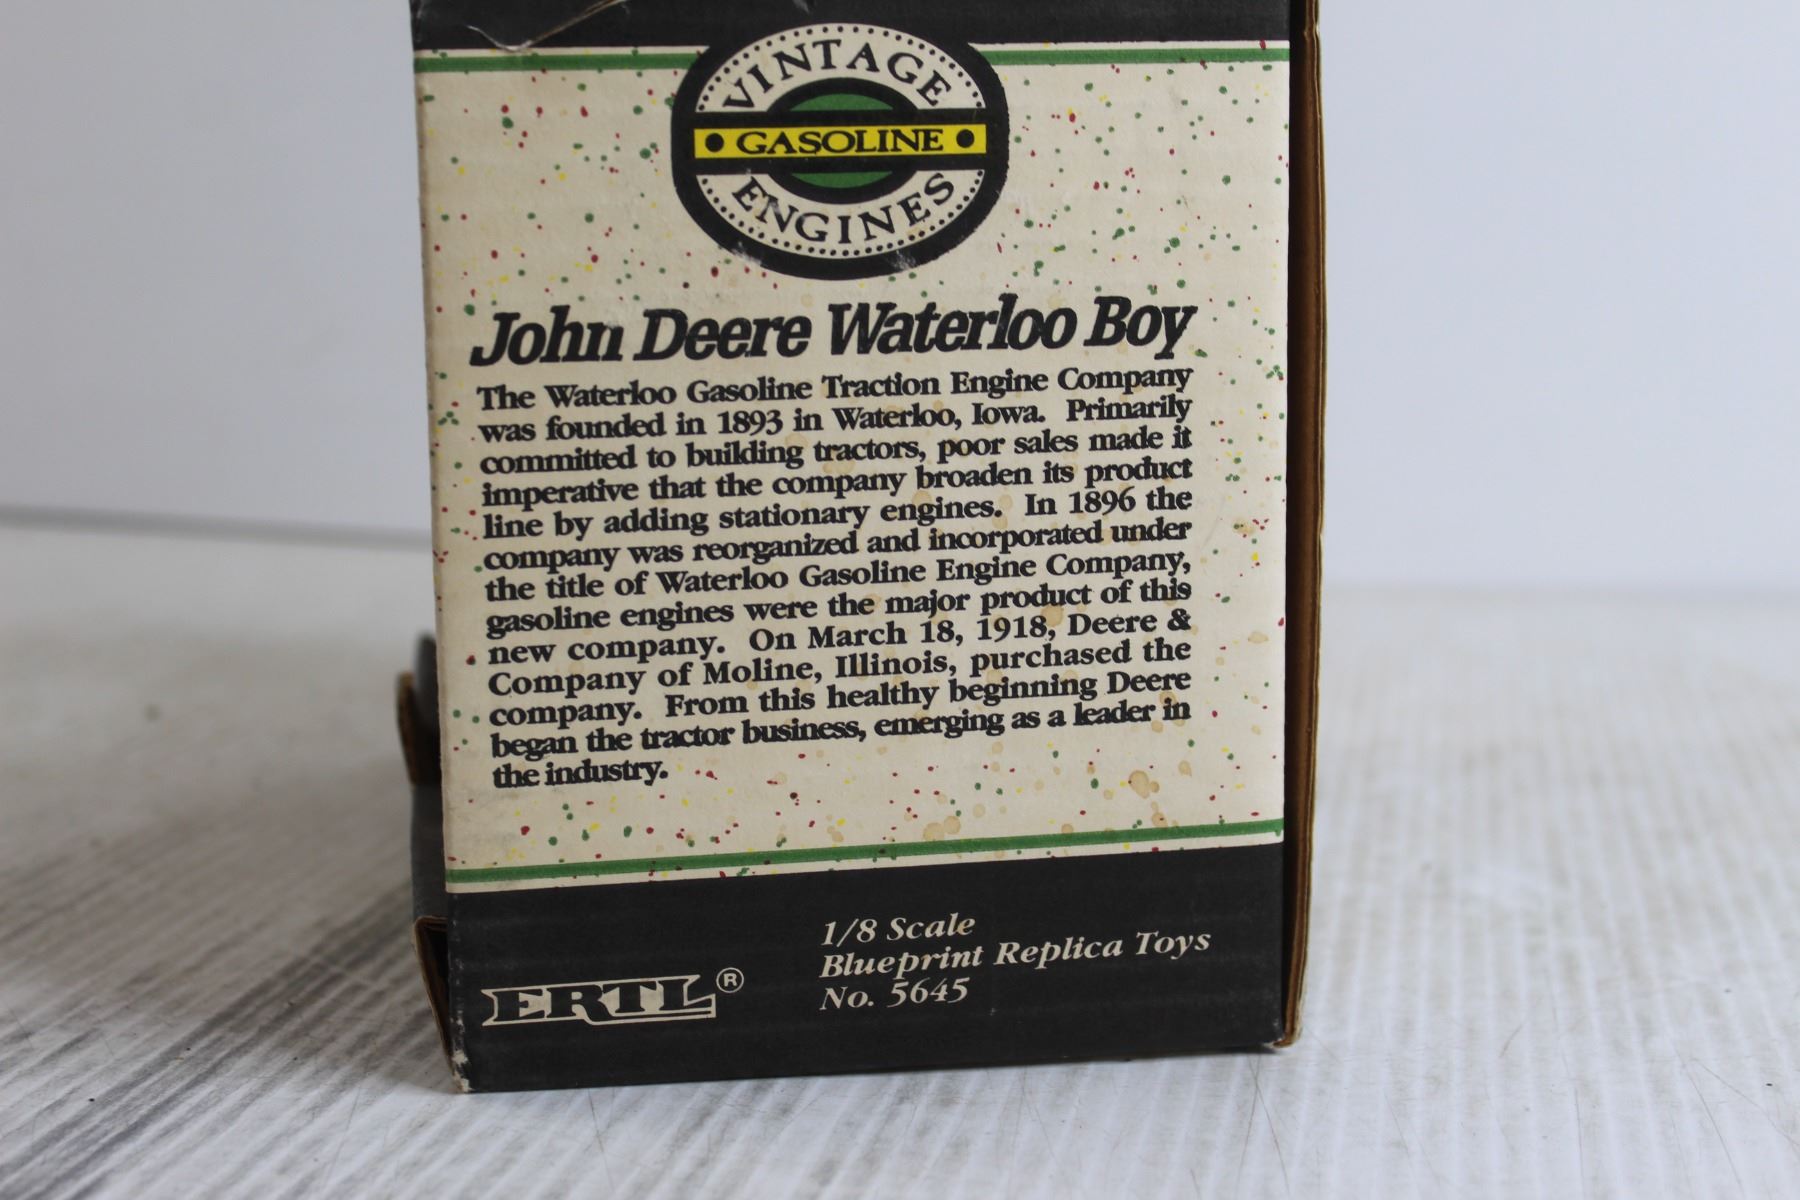 VINTAGE
• GASOLINE •
ENGINES
John Deere Waterloo Boy
The Waterloo Gasoline Traction Engine Company
was founded in 1893 in Waterloo, Iowa. Primarily
committed to building tractors, poor sales made it
imperative that the company broaden its product
line by adding stationary engines. In 1896 the
company was reorganized and incorporated under
the title of Waterloo Gasoline Engine Company,
gasoline engines were the major product of this
new company. On March 18, 1918, Deere &
Company of Moline, Illinois, purchased the
company. From this healthy beginning Deere
began the tractor business, emerging as a leader in
the industry.
1/8 Scale
Blueprint Replica Toys
No. 5645
ERTL®